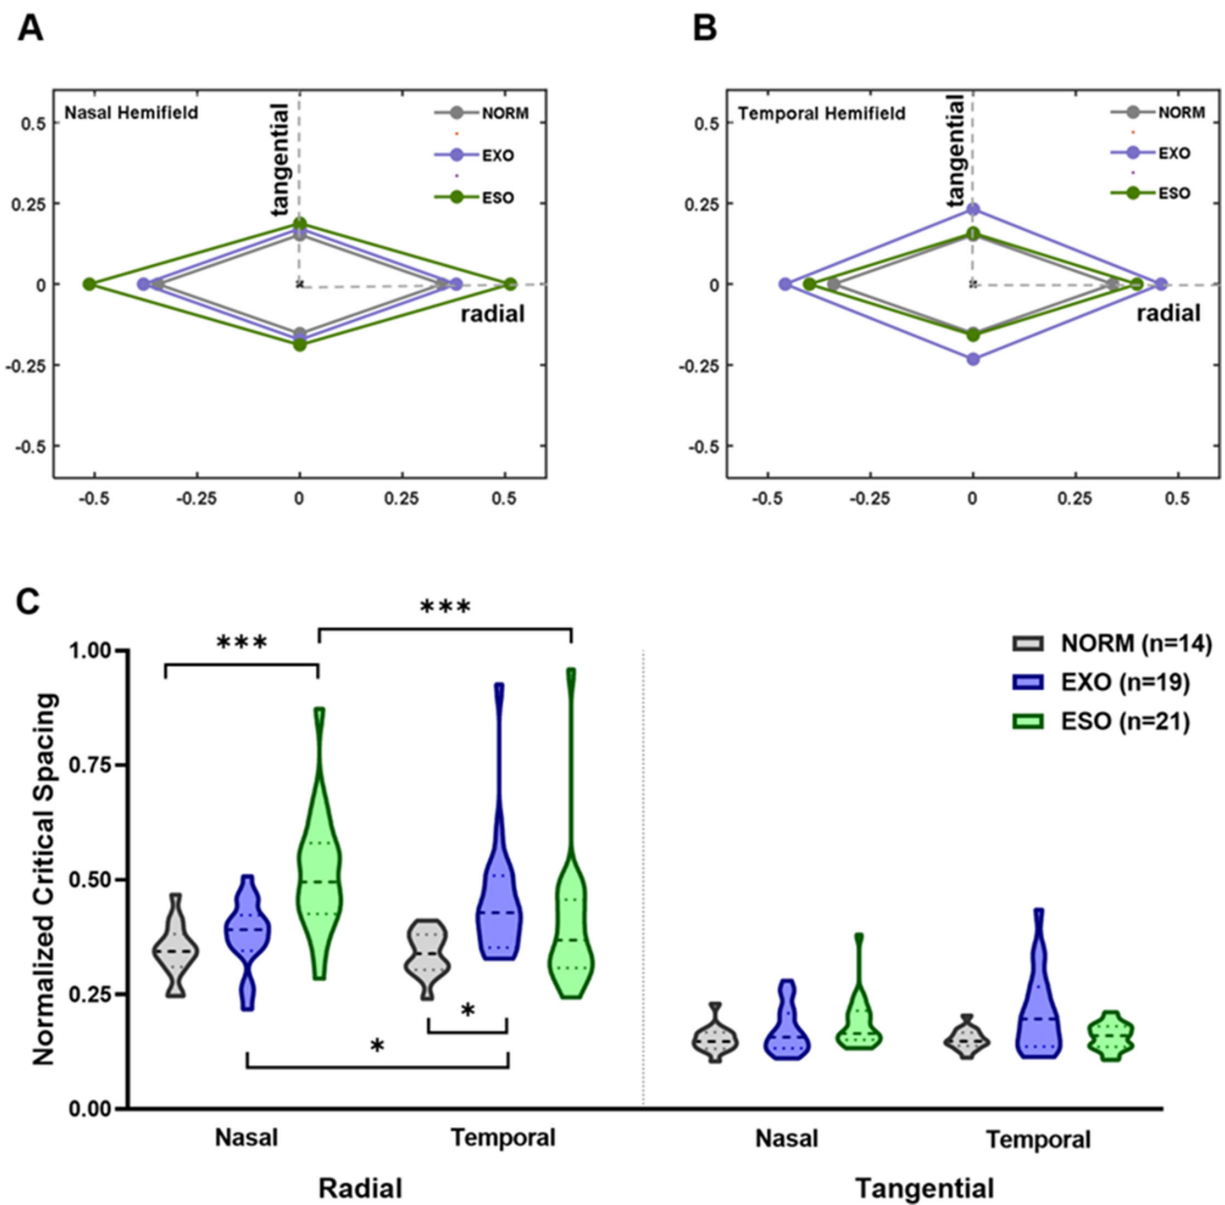 A
B
Nasal Hemifield
tangential
NORM
EXO
ESO
radial
0.5
0.25
0
-0.25
-0.5
-0.5
-0.25
0
0.25
0.5
Temporal Hemifield
tangential
NORM
EXO
ESO
radial
0.5
0.25
0
-0.25
-0.5
-0.5
-0.25
0
0.25
0.5
C
***
***
*
*
NORM (n=14)
EXO (n=19)
ESO (n=21)
Normalized Critical Spacing
1.00
0.75
0.50
0.25
0.00
Nasal
Temporal
Nasal
Temporal
Radial
Tangential